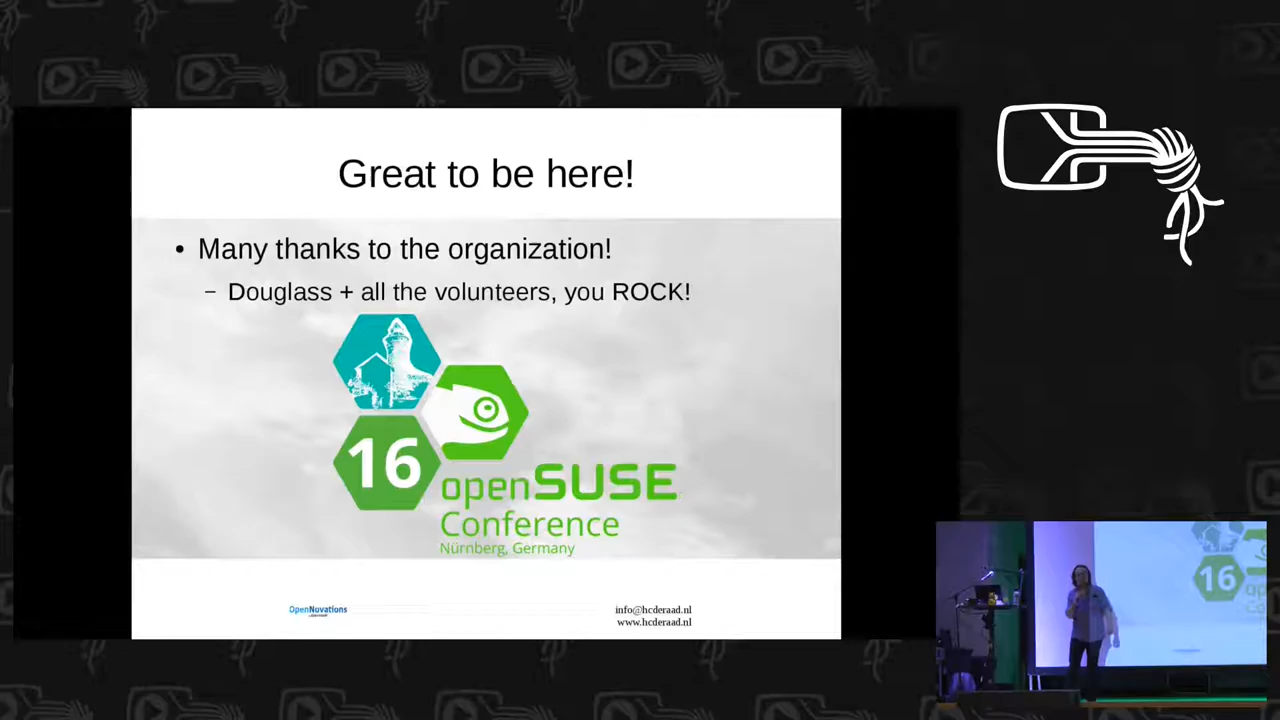 Great to be here!
• Many thanks to the organization!
– Douglass + all the volunteers, you ROCK!
16
openSUSE
Conference
Nürnberg, Germany
OpenNovations
info@hcderaad.nl
www.hcderaad.nl
16